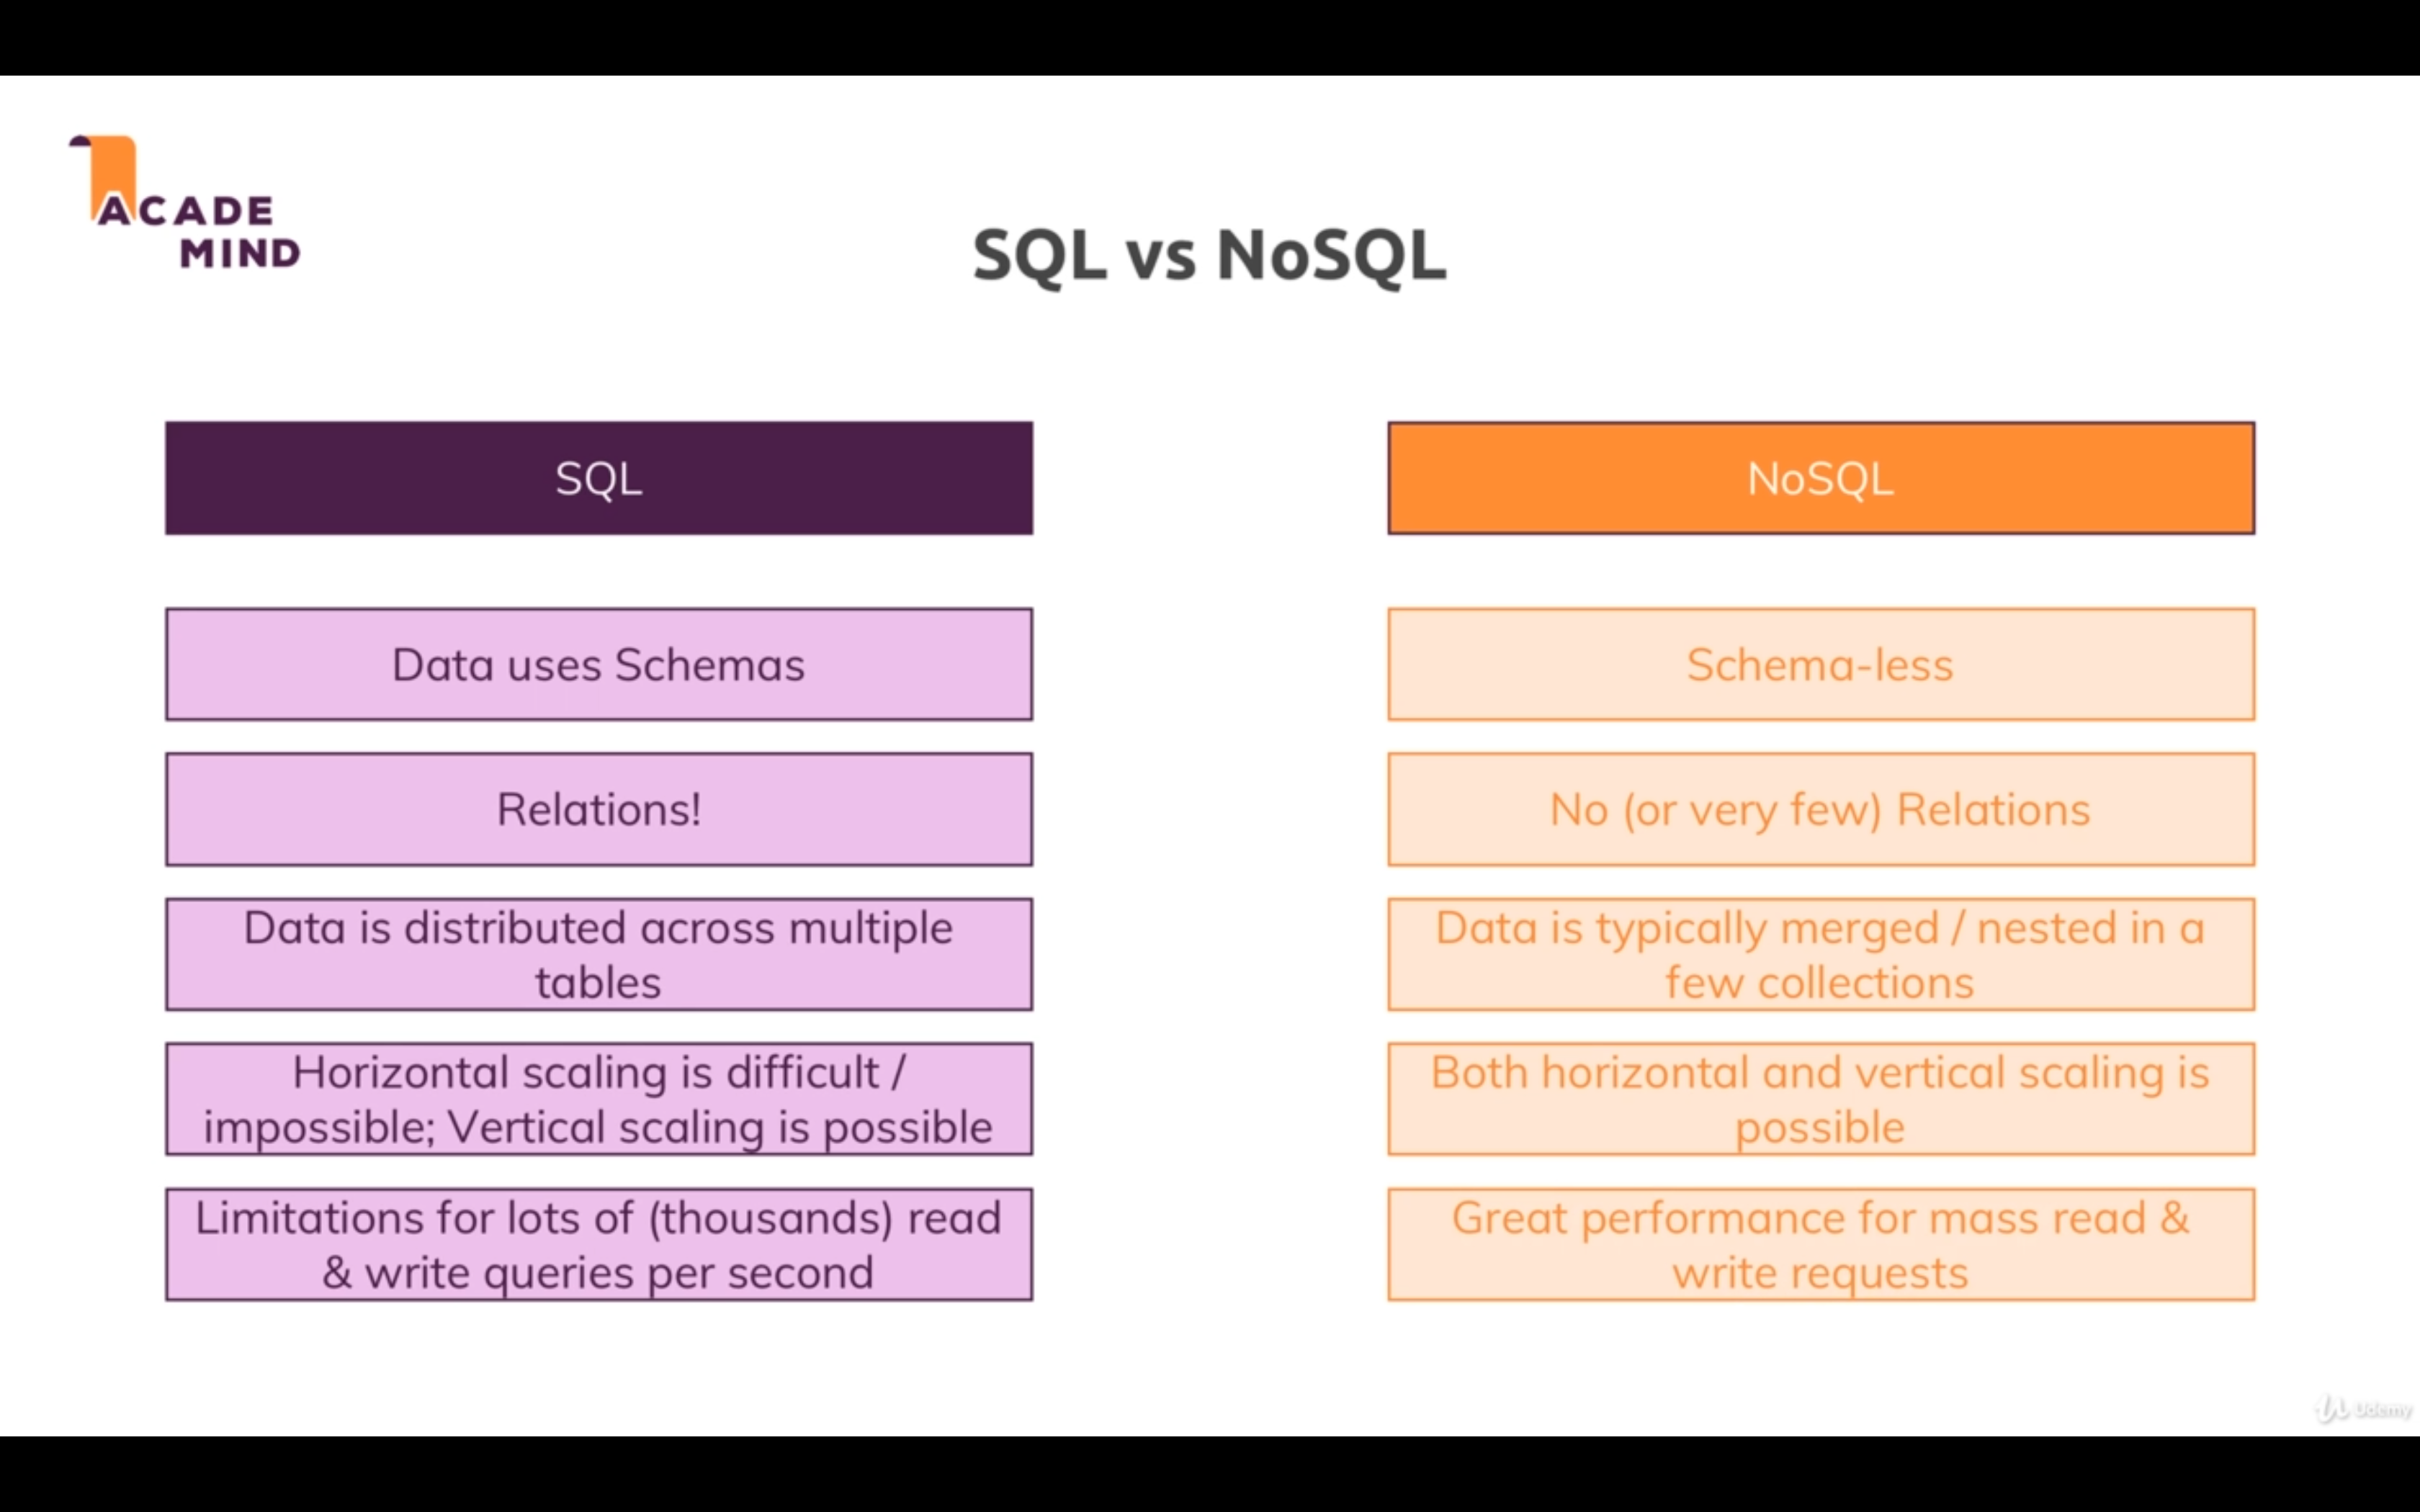 ACADE
MIND
SQL vs NoSQL
SQL
NoSQL
Data uses Schemas
Schema-less
Relations!
No (or very few) Relations
Data is distributed across multiple
tables
Data is typically merged / nested in a
few collections
Horizontal scaling is difficult /
impossible; Vertical scaling is possible
Both horizontal and vertical scaling is
possible
Limitations for lots of (thousands) read
& write queries per second
Great performance for mass read &
write requests
Udemy